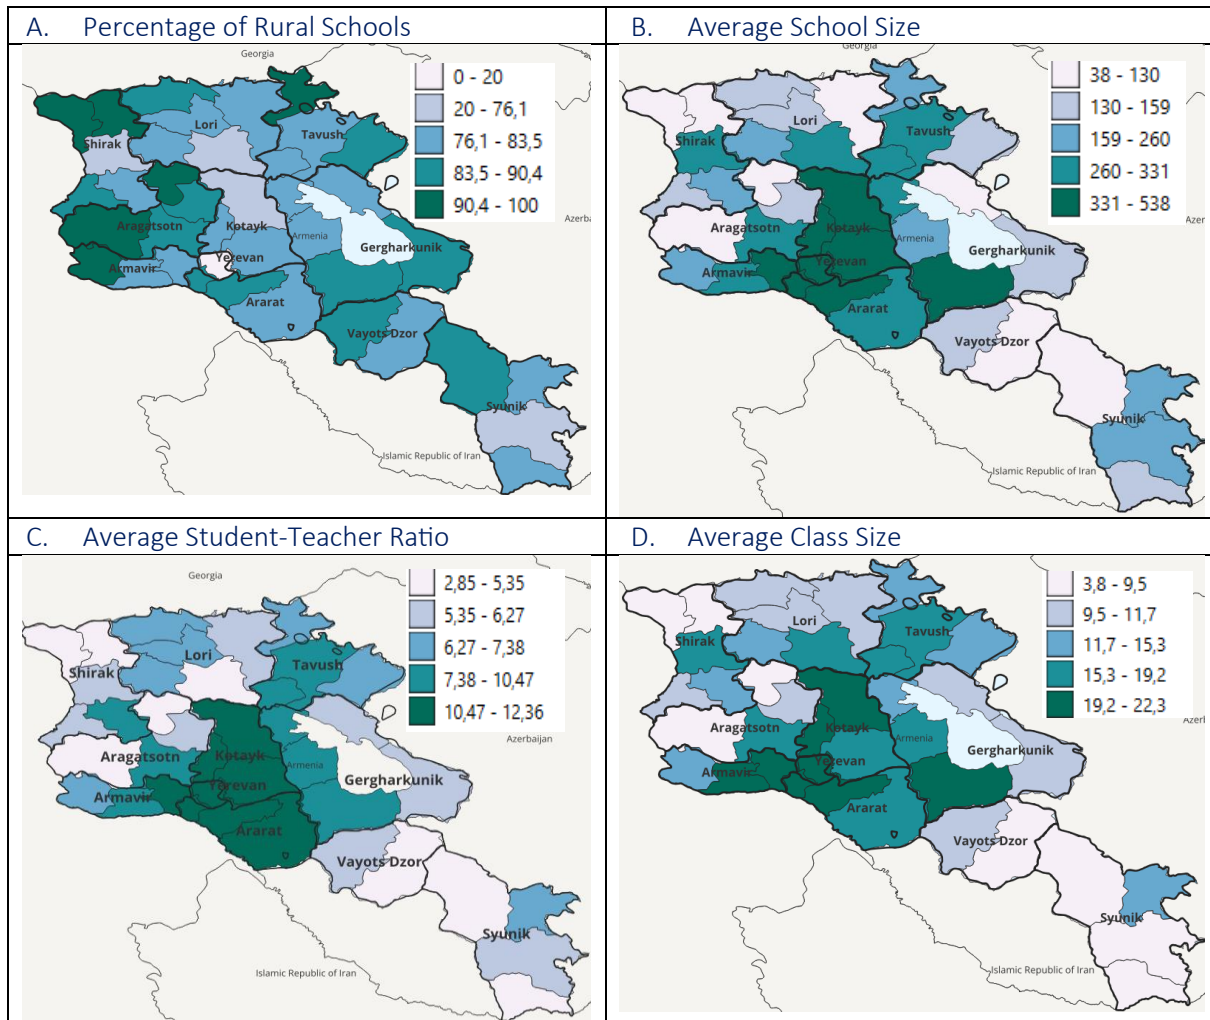 A. Percentage of Rural Schools
Georgia
0 - 20
20 - 76,1
76,1 - 83,5
83,5 - 90,4
90,4 - 100
Lori
Tavush
Shirak
Aragatsotn
Kotayk
Armenia
Azerba
Gergharkunik
Yerevan
Armavir
Ararat
Vayots Dzor
Syunik
Islamic Republic of Iran
B. Average School Size
Georgia
38 - 130
130 - 159
159 - 260
260 - 331
331 - 538
Lori
Tavush
Shirak
Aragatsotn
Kotayk
Armenia
Azer
Gergharkunik
Yerevan
Armavir
Ararat
Vayots Dzor
Syunik
Islamic Republic of Iran
C. Average Student-Teacher Ratio
Georgia
2,85 - 5,35
5,35 - 6,27
6,27 - 7,38
7,38 - 10,47
10,47 - 12,36
Lori
Tavush
Shirak
Azerbaijan
Aragatsotn
Kotayk
Armenia
Gergharkunik
Yerevan
Armavir
Ararat
Vayots Dzor
Syunik
Islamic Republic of Iran
D. Average Class Size
3,8 - 9,5
9,5 - 11,7
11,7 - 15,3
15,3 - 19,2
19,2 - 22,3
Lori
Tavush
Shirak
Azerb
Aragatsotn
Kotayk
Armenia
Gergharkunik
Yerevan
Armavir
Ararat
Vayots Dzor
Syunik
Islamic Republic of Iran